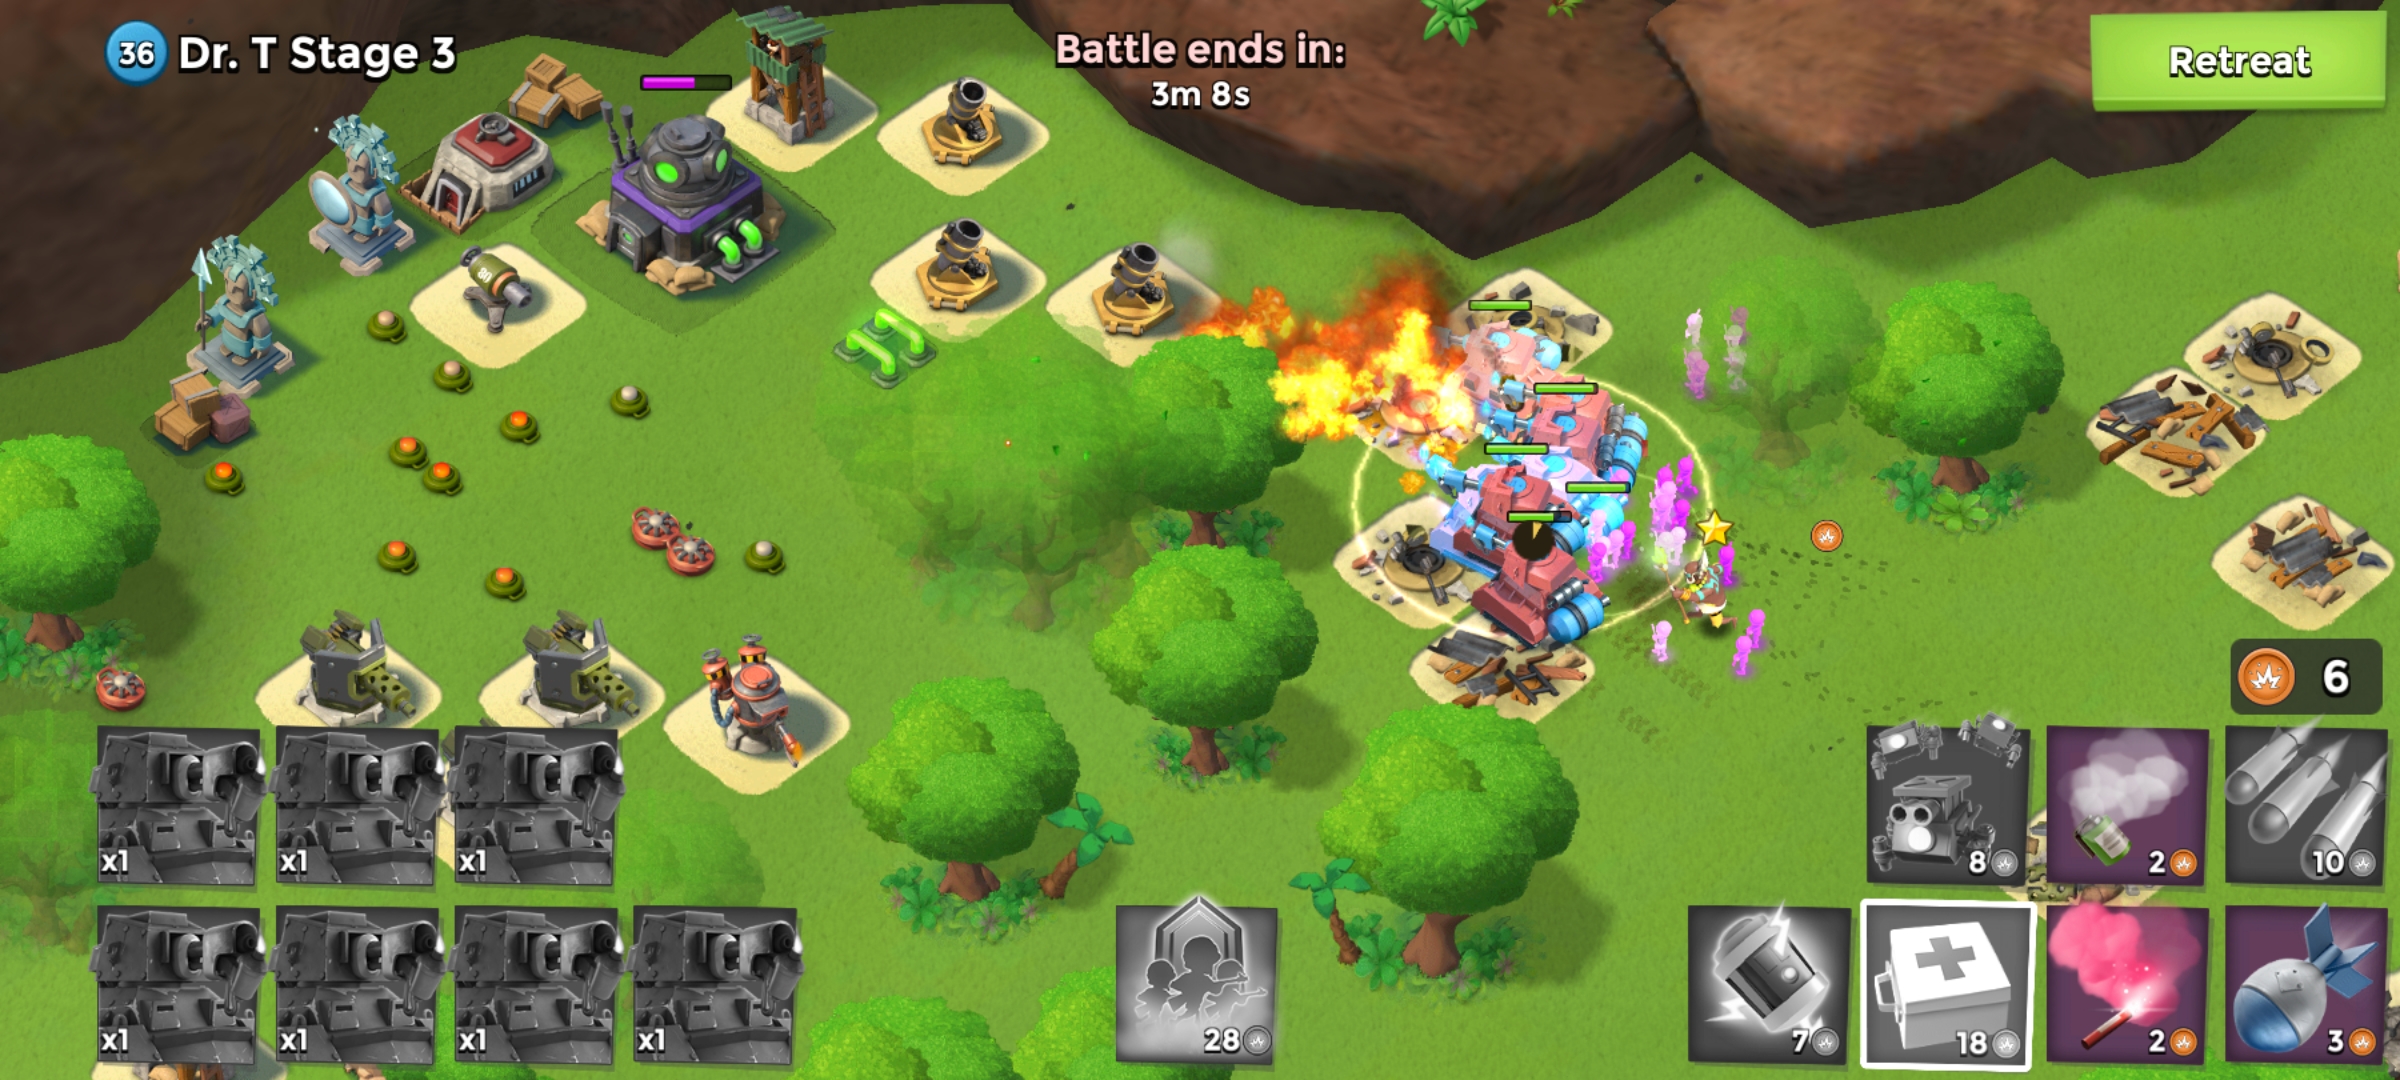 36 Dr. T Stage 3
Battle ends in:
3m 8s
Retreat
80
6
x1 x1 x1
8 2 10
x1 x1 x1 x1
28
7 18 2 3